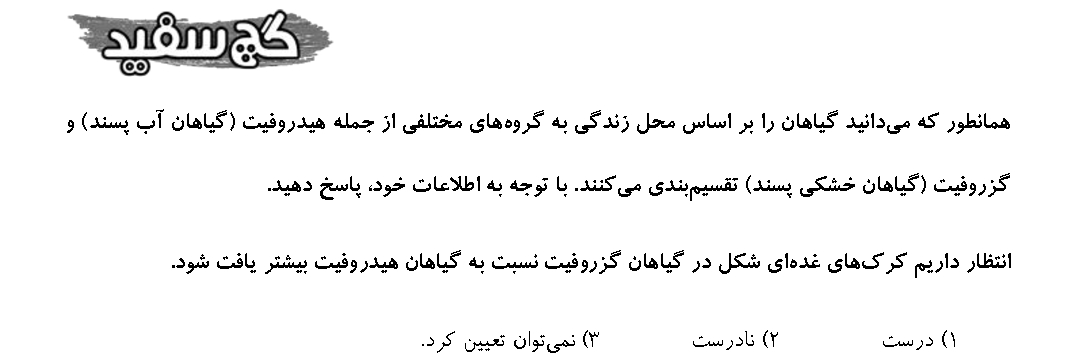 گچ سفید
همانطور که می‌دانید گیاهان را بر اساس محل زندگی به گروه‌های مختلفی از جمله هیدروفیت (گیاهان آب پسند) و
گزروفیت (گیاهان خشکی پسند) تقسیم‌بندی می‌کنند. با توجه به اطلاعات خود، پاسخ دهید.
انتظار داریم کرک‌های غده‌ای شکل در گیاهان گزروفیت نسبت به گیاهان هیدروفیت بیشتر یافت شود.
۱) درست ۲) نادرست ۳) نمی‌توان تعیین کرد.